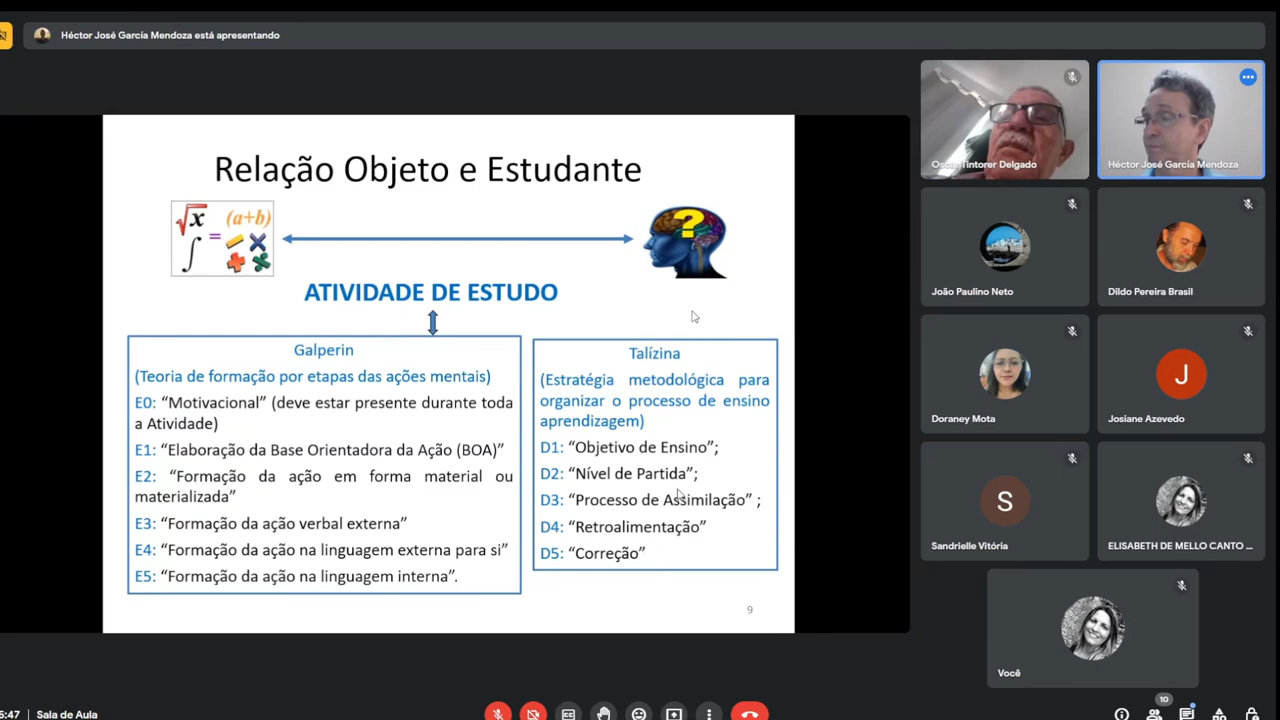 Héctor José García Mendoza está apresentando
Relação Objeto e Estudante
√x
(a+b)
=
∫
?
ATIVIDADE DE ESTUDO
Galperin
(Teoria de formação por etapas das ações mentais)
E0: “Motivacional” (deve estar presente durante toda
a Atividade)
E1: “Elaboração da Base Orientadora da Ação (BOA)”
E2: “Formação da ação em forma material ou
materializada”
E3: “Formação da ação verbal externa”
E4: “Formação da ação na linguagem externa para si”
E5: “Formação da ação na linguagem interna”.
Talízina
(Estratégia metodológica para
organizar o processo de ensino
aprendizagem)
D1: “Objetivo de Ensino”;
D2: “Nível de Partida”;
D3: “Processo de Assimilação” ;
D4: “Retroalimentação”
D5: “Correção”
9
Oscar Tintorer Delgado
Héctor José García Mendoza
João Paulino Neto
Dildo Pereira Brasil
Doraney Mota
J
Josiane Azevedo
S
Sandrielle Vitória
ELISABETH DE MELLO CANTO ...
Você
5:47
Sala de Aula
10